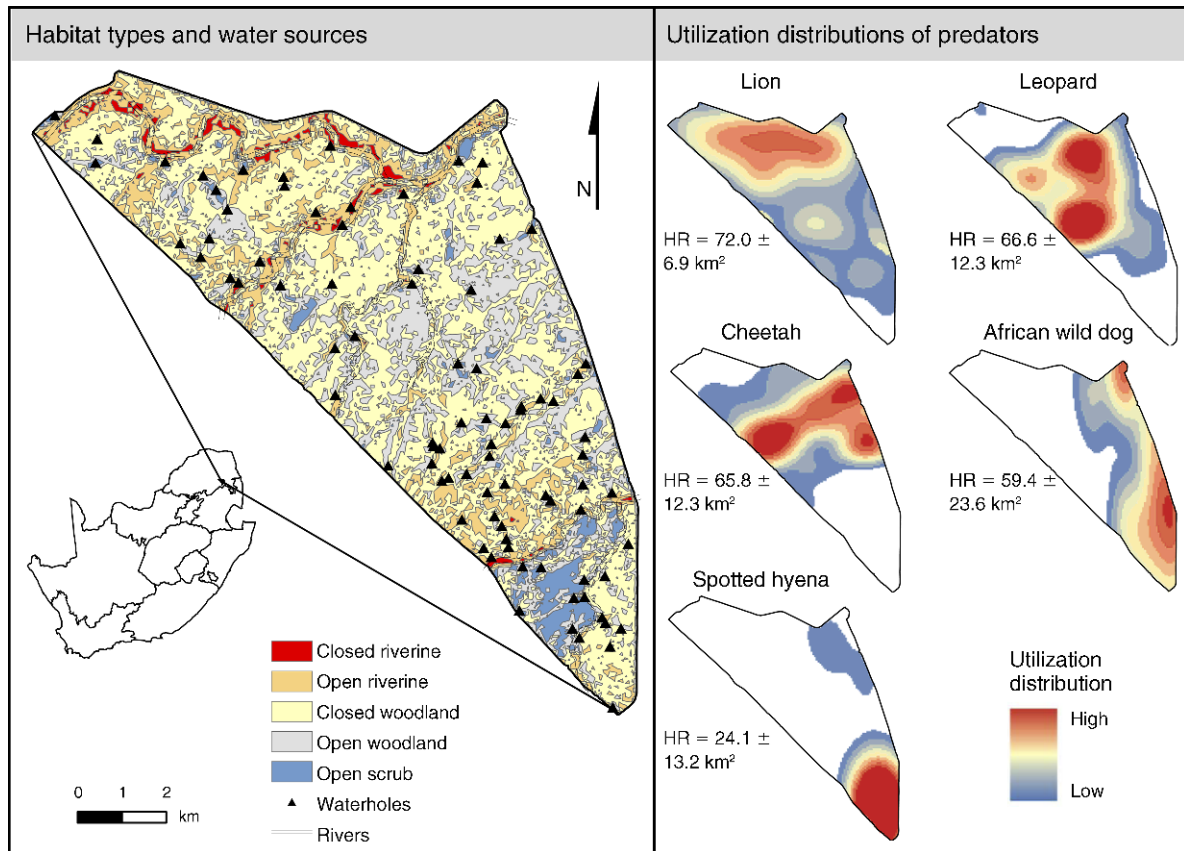 Habitat types and water sources
N
Closed riverine
Open riverine
Closed woodland
Open woodland
Open scrub
Waterholes
Rivers
0 1 2
km
Utilization distributions of predators
Lion
HR = 72.0 ±
6.9 km²
Leopard
HR = 66.6 ±
12.3 km²
Cheetah
HR = 65.8 ±
12.3 km²
African wild dog
HR = 59.4 ±
23.6 km²
Spotted hyena
HR = 24.1 ±
13.2 km²
Utilization
distribution
High
Low